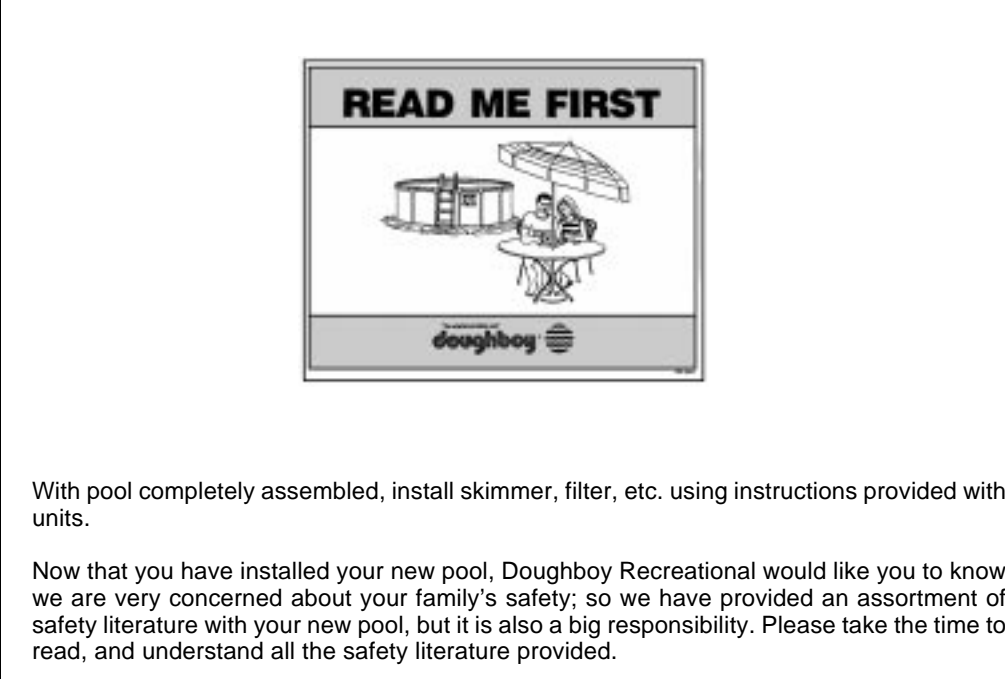 READ ME FIRST
doughboy
With pool completely assembled, install skimmer, filter, etc. using instructions provided with
units.
Now that you have installed your new pool, Doughboy Recreational would like you to know
we are very concerned about your family's safety; so we have provided an assortment of
safety literature with your new pool, but it is also a big responsibility. Please take the time to
read, and understand all the safety literature provided.